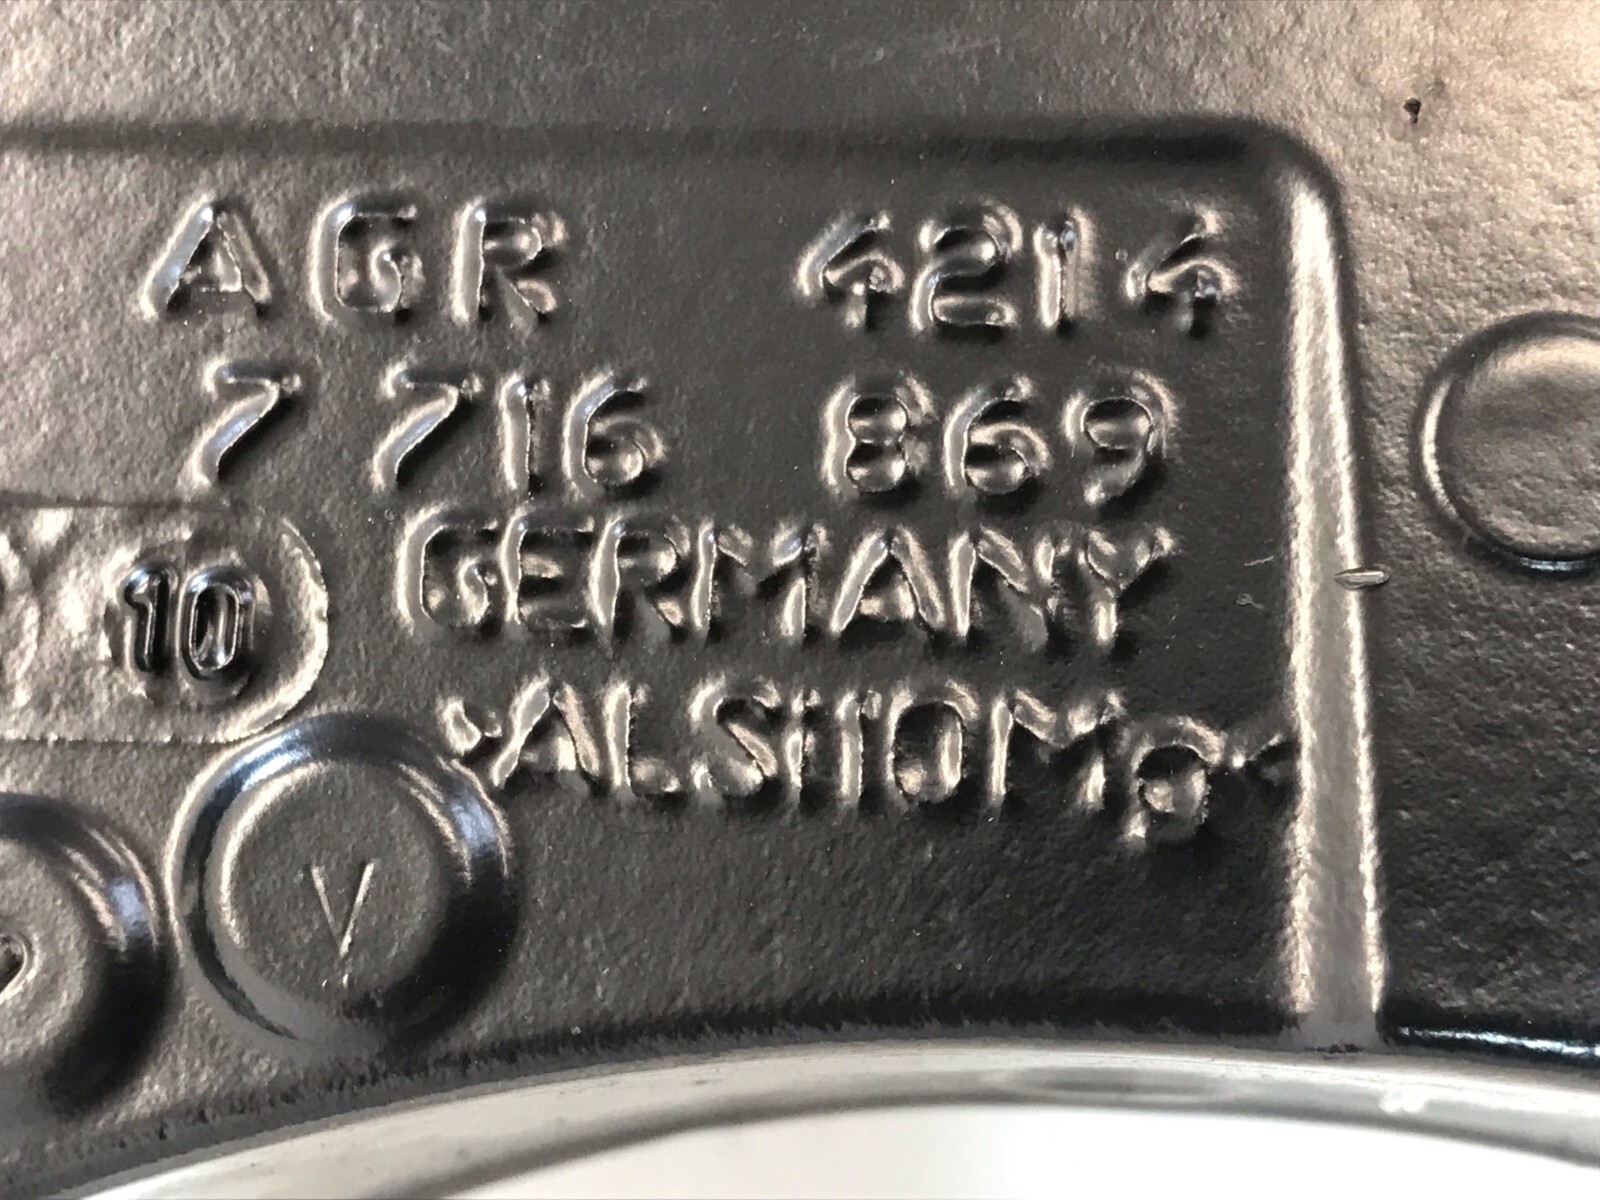 AGR 4214
7 716 869
GERMANY
10
>ALSi10Mg<
V